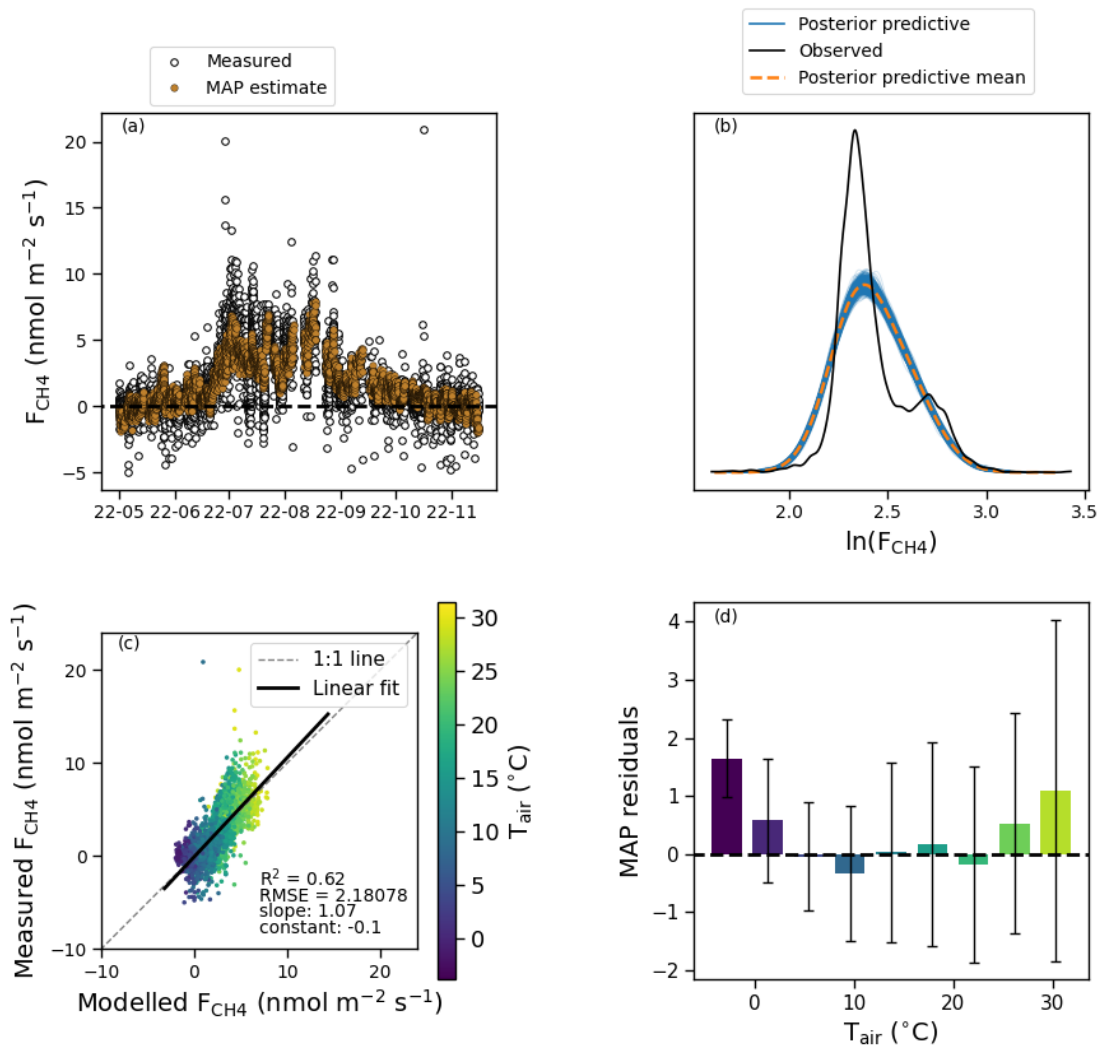 Measured
MAP estimate
(a)
F_CH4 (nmol m⁻² s⁻¹)
20
15
10
5
0
−5
22-05 22-06 22-07 22-08 22-09 22-10 22-11
Posterior predictive
Observed
Posterior predictive mean
(b)
2.0 2.5 3.0 3.5
ln(F_CH4)
(c)
1:1 line
Linear fit
Measured F_CH4 (nmol m⁻² s⁻¹)
20
10
0
−10
R² = 0.62
RMSE = 2.18078
slope: 1.07
constant: -0.1
−10 0 10 20
Modelled F_CH4 (nmol m⁻² s⁻¹)
30
25
20
15
10
5
0
T_air (°C)
(d)
MAP residuals
4
3
2
1
0
−1
−2
0 10 20 30
T_air (°C)